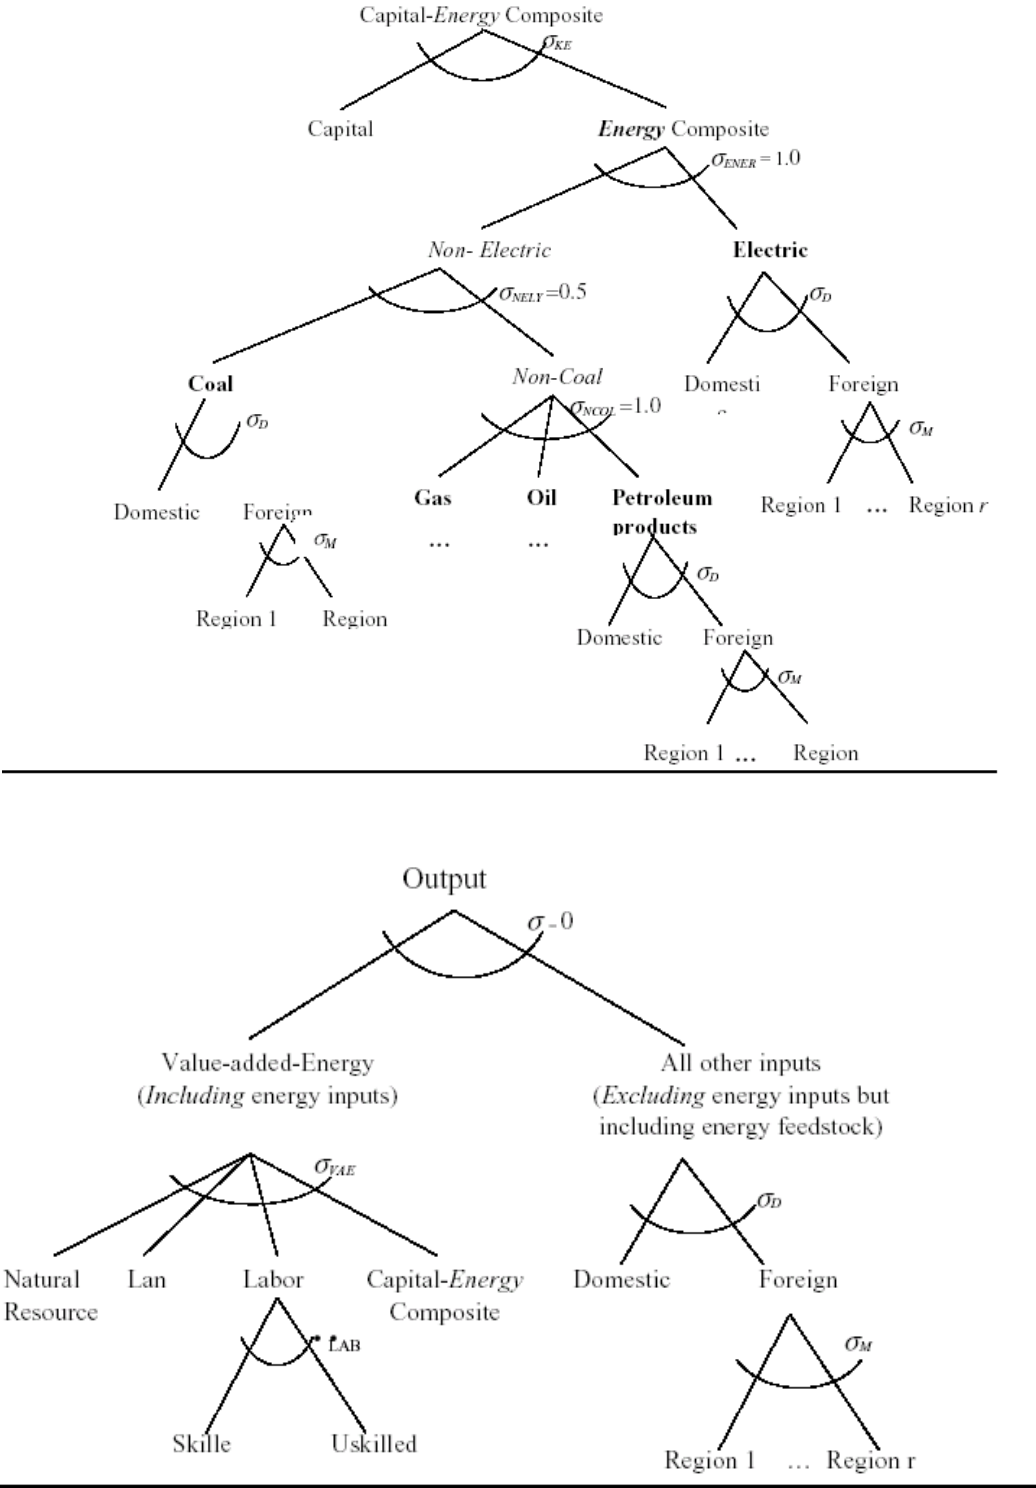 Capital-Energy Composite
σKE
Capital
Energy Composite
σENER = 1.0
Non- Electric
Electric
σNELY=0.5
σD
Coal
Non-Coal
Domesti
Foreign
σD
σNCOL=1.0
σM
Gas
Oil
Petroleum
products
Region 1 ... Region r
Domestic
Foreign
... ...
σM
σD
Region 1
Region
Domestic
Foreign
σM
Region 1 ... Region
Output
σ-0
Value-added-Energy
(Including energy inputs)
All other inputs
(Excluding energy inputs but
including energy feedstock)
σVAE
σD
Natural
Resource
Lan
Labor
Capital-Energy
Composite
Domestic
Foreign
LAB
σM
Skille
Uskilled
Region 1 ... Region r